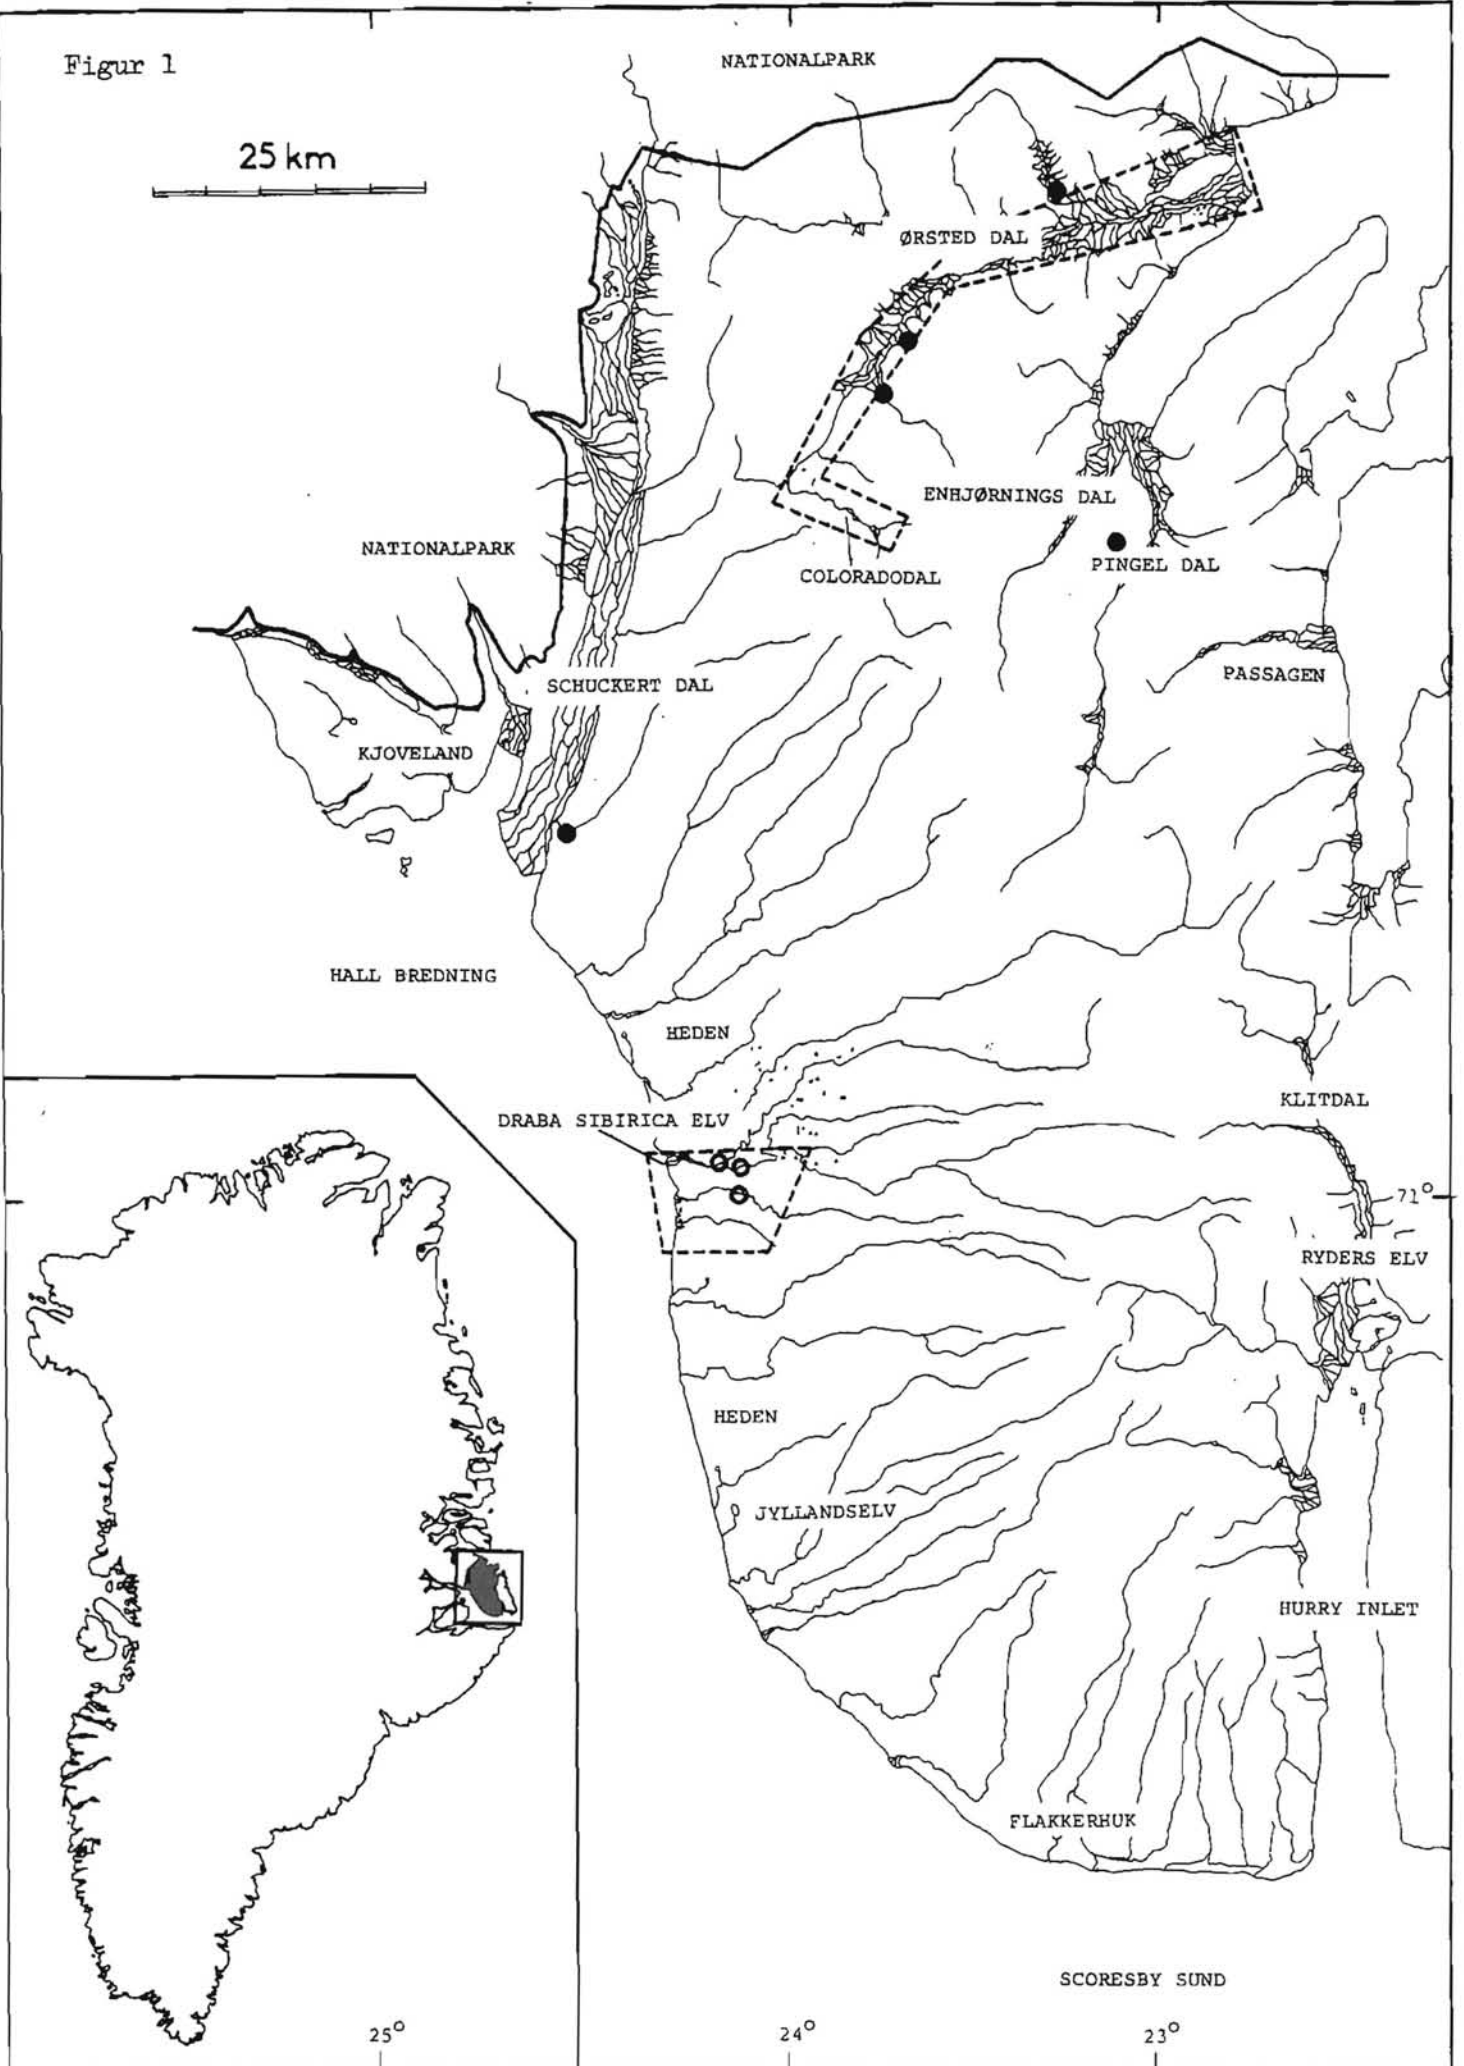 Figur 1
NATIONALPARK
25 km
ØRSTED DAL
ENHJØRNINGS DAL
NATIONALPARK
PINGEL DAL
COLORADODAL
PASSAGEN
SCHUCKERT DAL
KJOVELAND
HALL BREDNING
HEDEN
KLITDAL
DRABA SIBIRICA ELV
71°
RYDERS ELV
HEDEN
JYLLANDSELV
HURRY INLET
FLAKKERHUK
SCORESBY SUND
25°
24°
23°